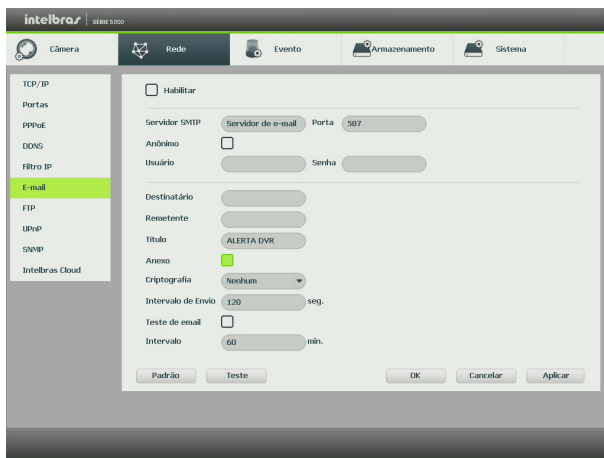 intelbras SÉRIE 5000
Câmera Rede Evento Armazenamento Sistema
TCP/IP
Portas
PPPoE
DDNS
Filtro IP
E-mail
FTP
UPnP
SNMP
Intelbras Cloud
Habilitar
Servidor SMTP Servidor de e-mail Porta 587
Anônimo
Usuário Senha
Destinatário
Remetente
Título ALERTA DVR
Anexo
Criptografia Nenhum
Intervalo de Envio 120 seg.
Teste de email
Intervalo 60 min.
Padrão Teste OK Cancelar Aplicar